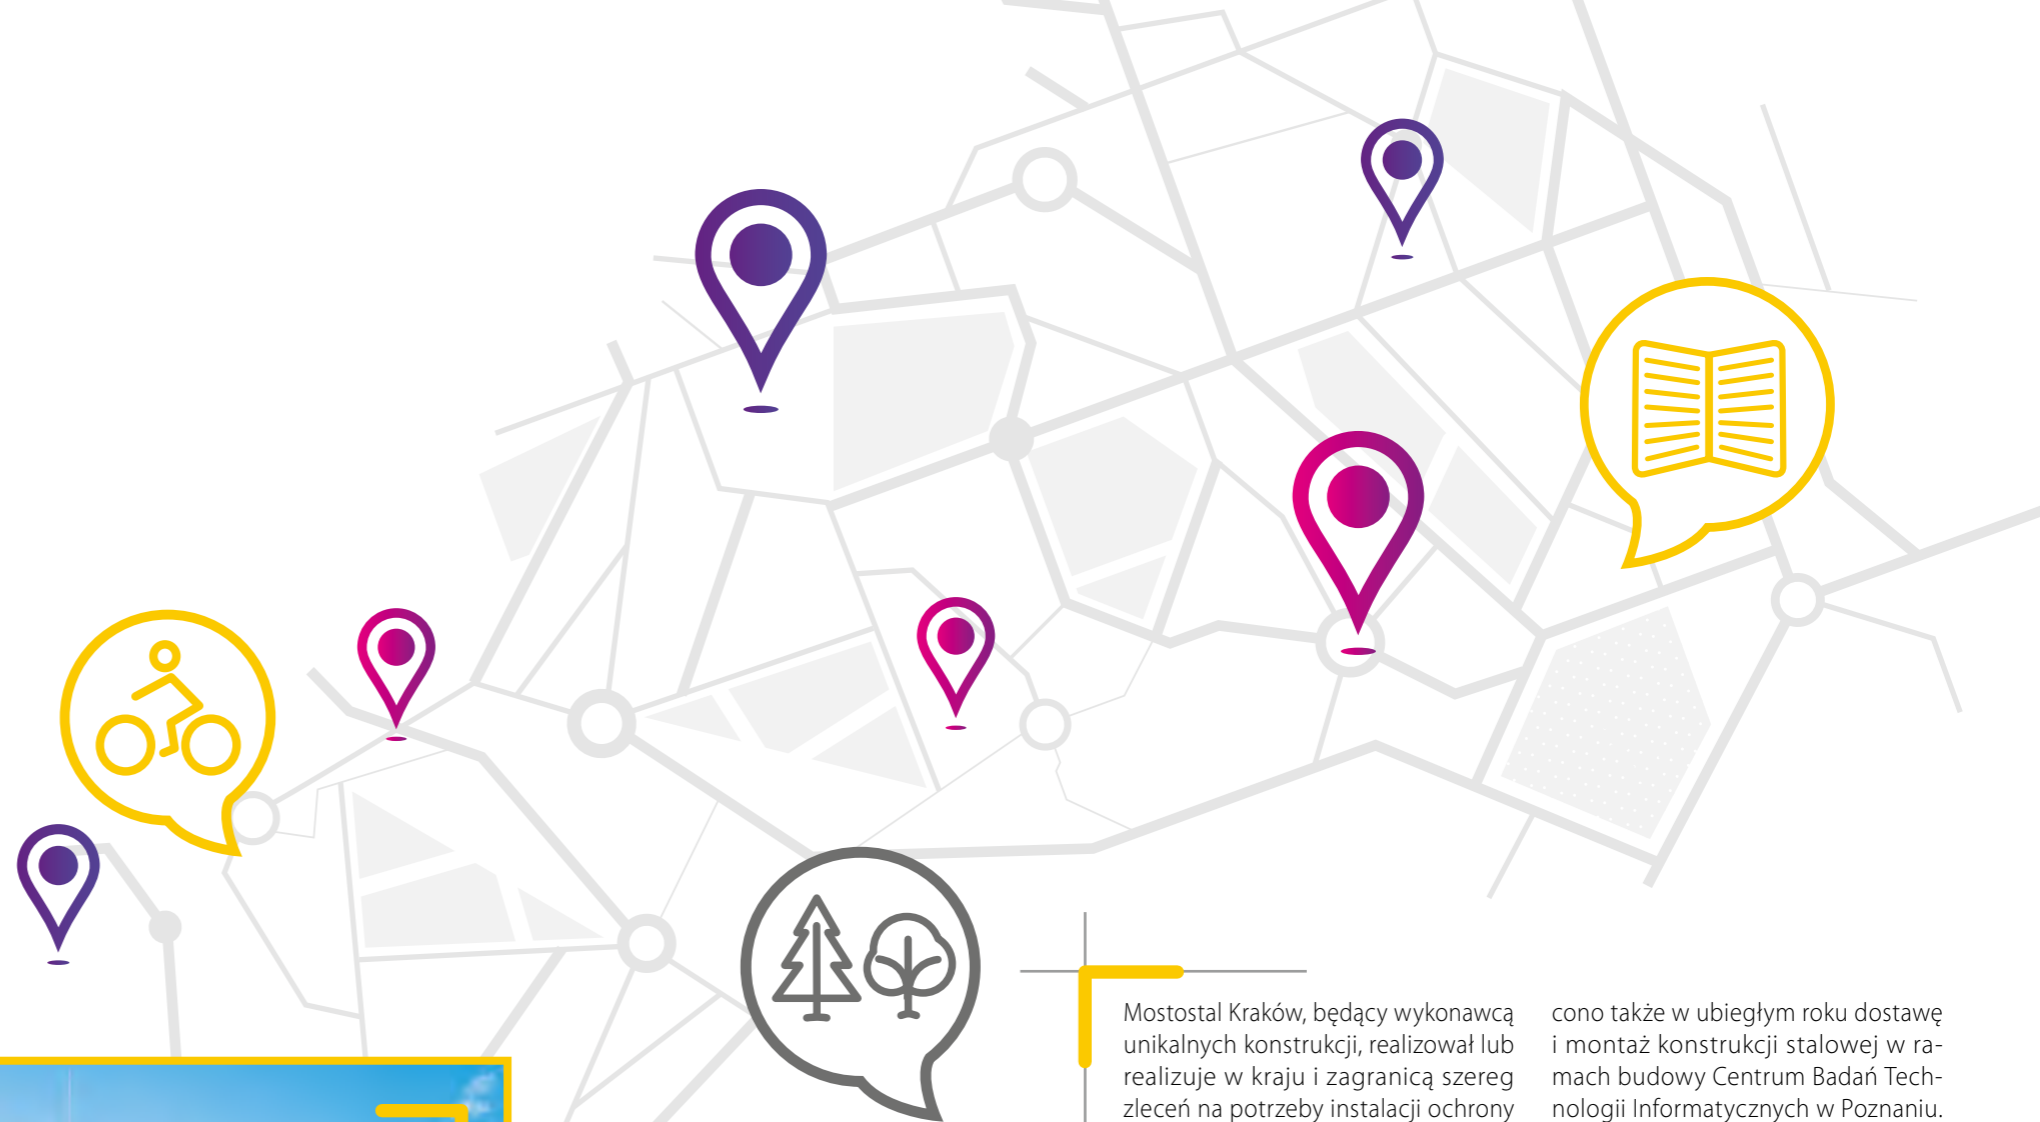 Mostostal Kraków, będący wykonawcą
unikalnych konstrukcji, realizował lub
realizuje w kraju i zagranicą szereg
zleceń na potrzeby instalacji ochrony
cono także w ubiegłym roku dostawę
i montaż konstrukcji stalowej w ra-
mach budowy Centrum Badań Tech-
nologii Informatycznych w Poznaniu.